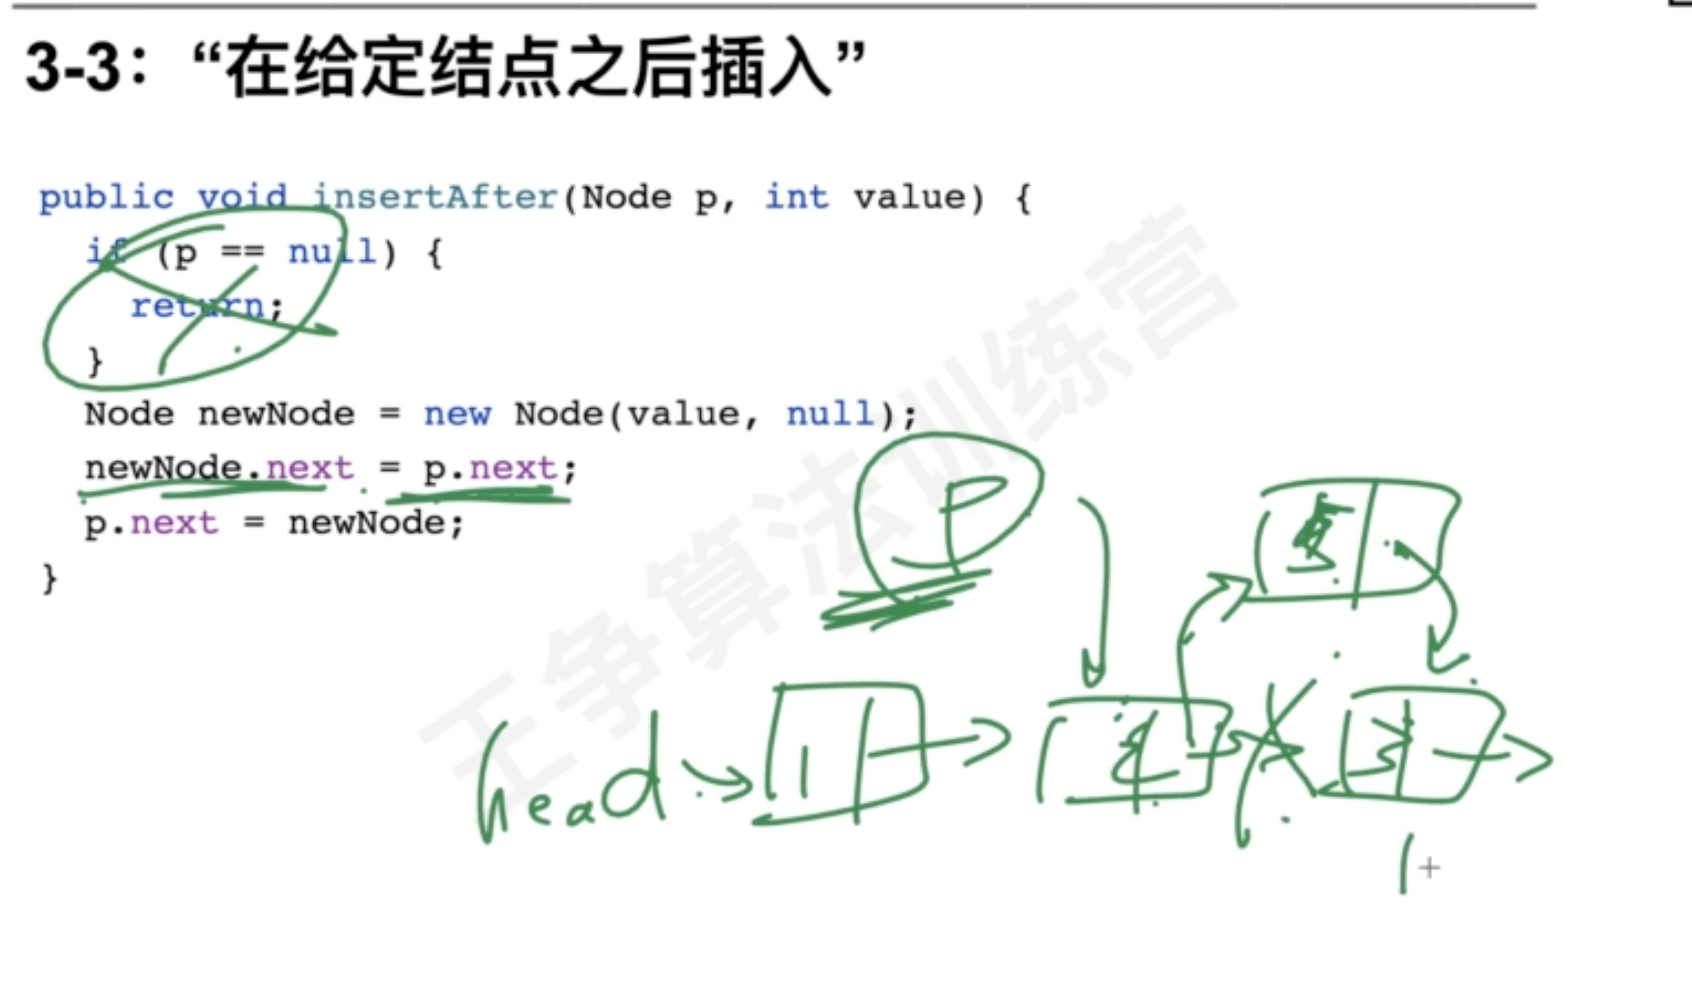 3-3：“在给定结点之后插入”
public void insertAfter(Node p, int value) {
if (p == null) {
return;
}
Node newNode = new Node(value, null);
newNode.next = p.next;
p.next = newNode;
}
王争算法训练营
P
head 1 3